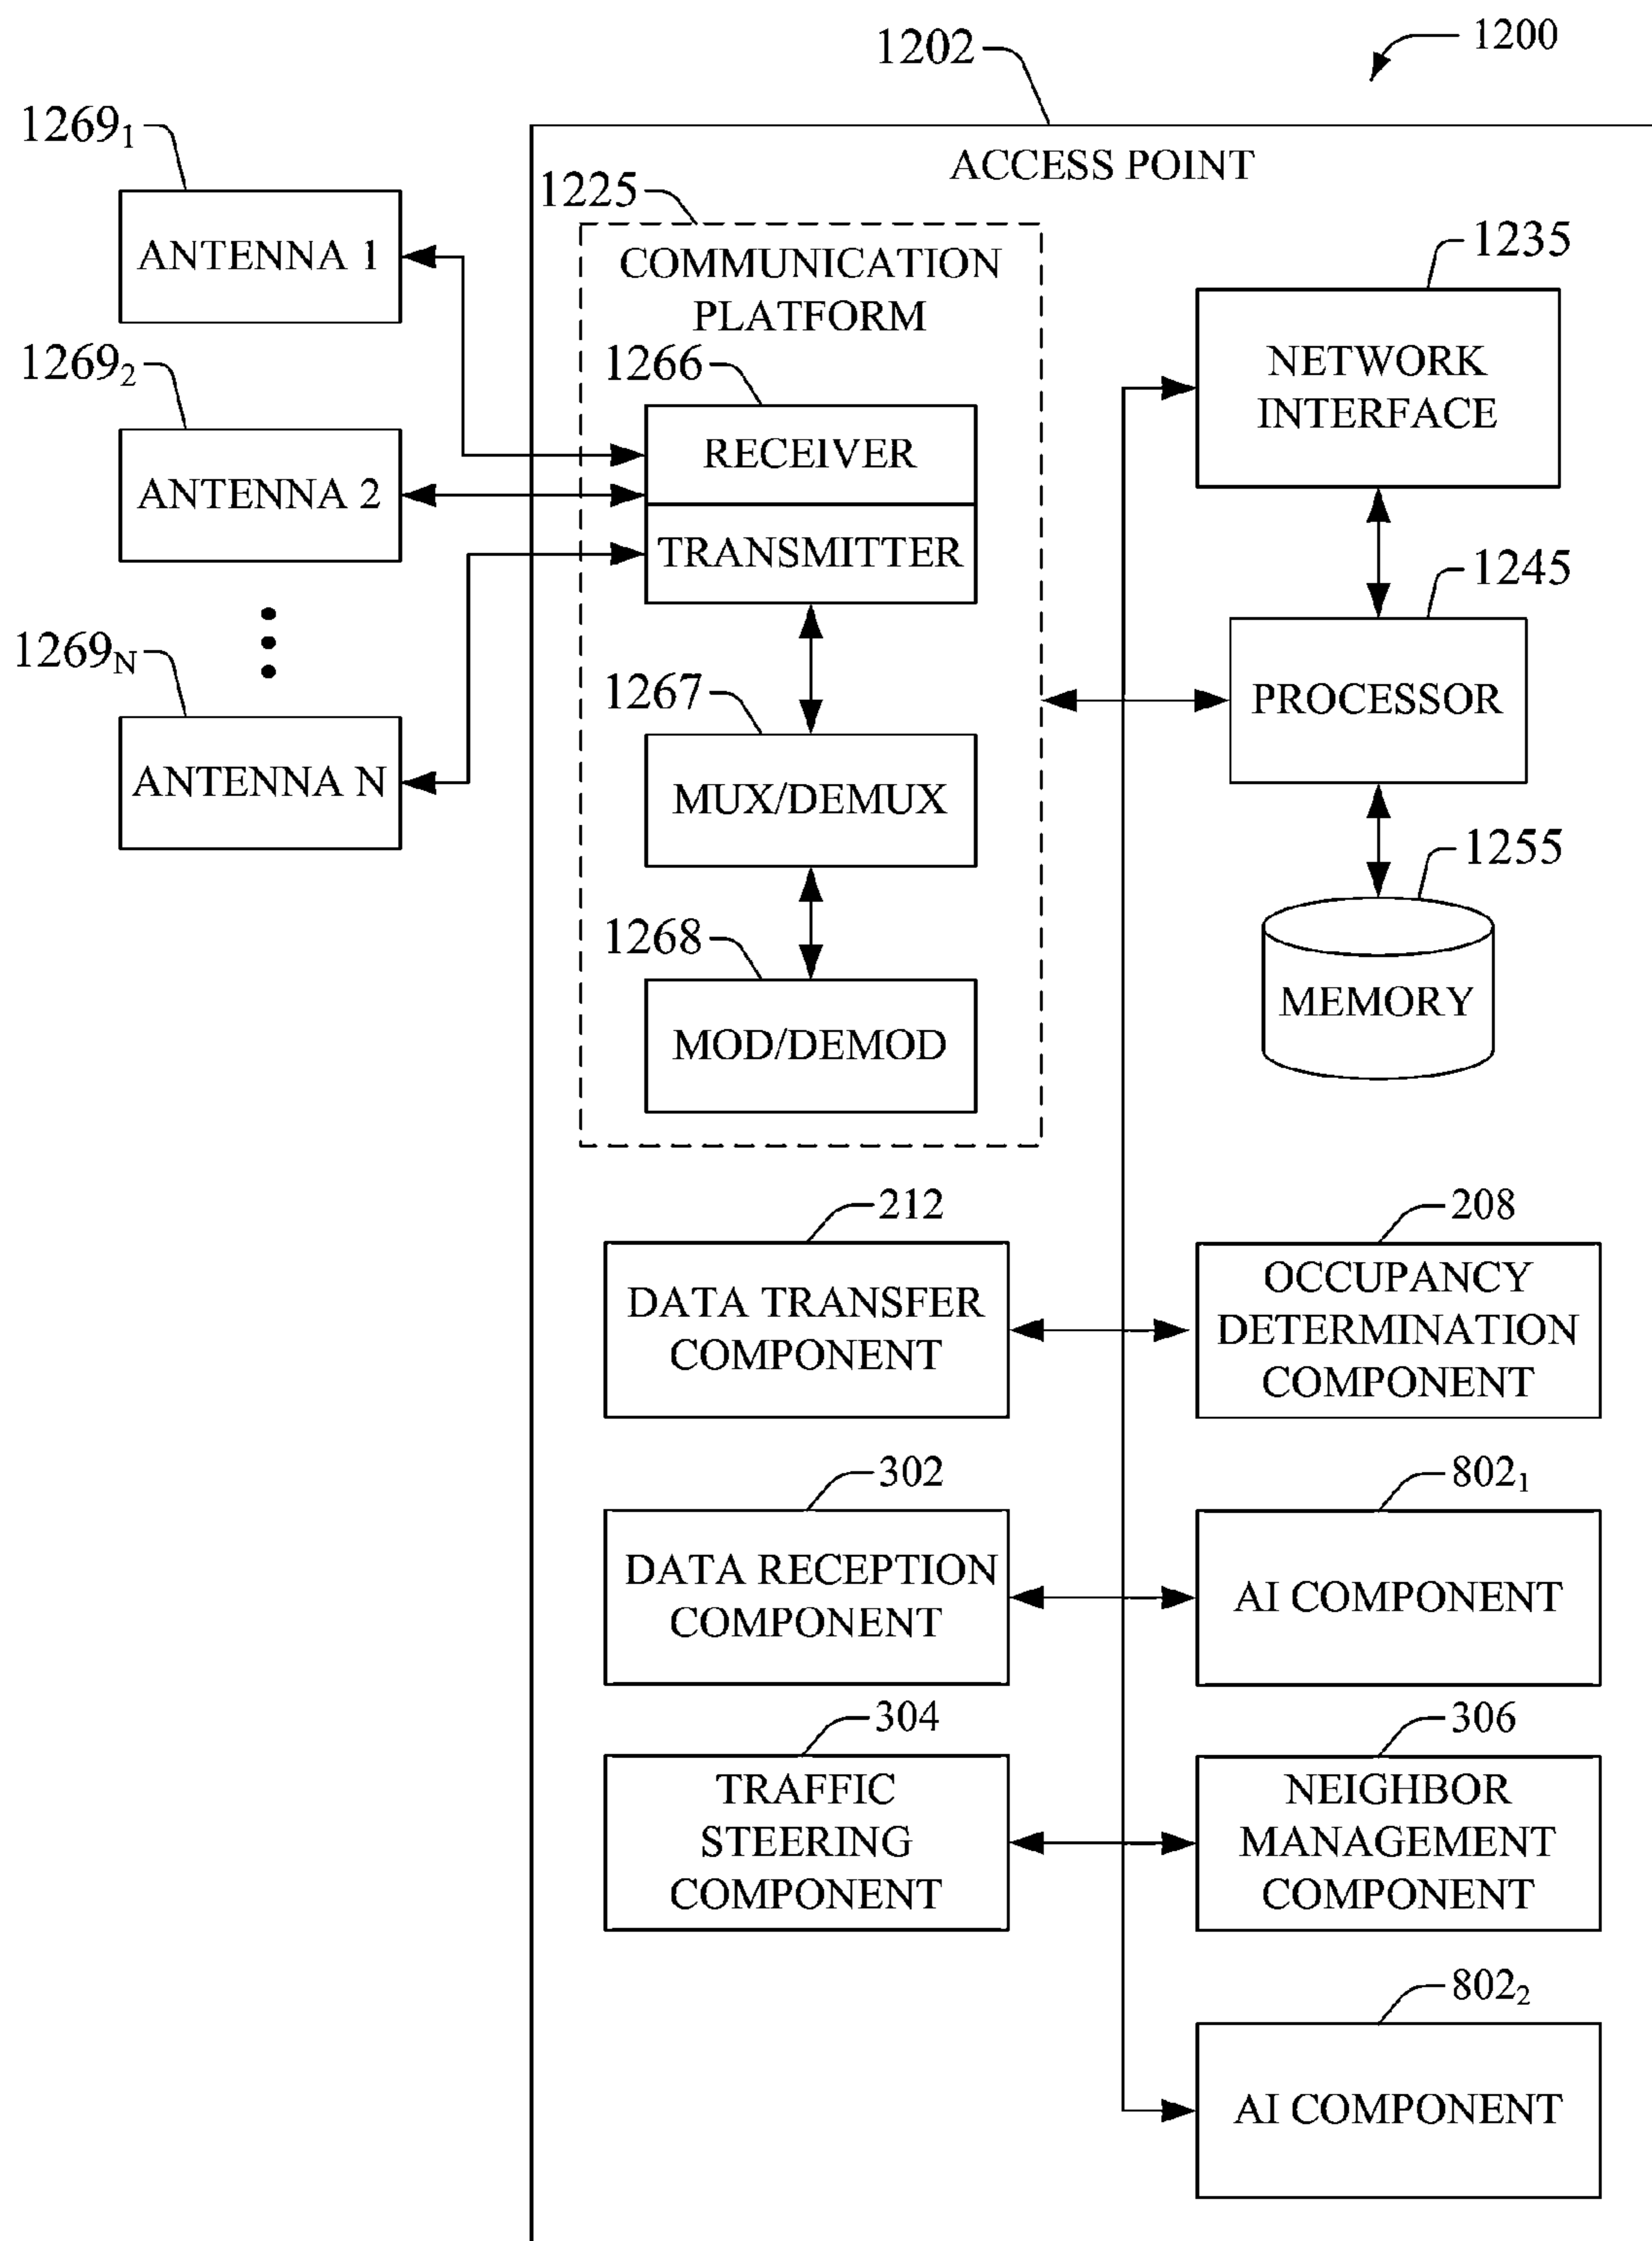 1200
1202
ACCESS POINT
1269₁
ANTENNA 1
1269₂
ANTENNA 2
1269N
ANTENNA N
1225
COMMUNICATION
PLATFORM
1266
RECEIVER
TRANSMITTER
1267
MUX/DEMUX
1268
MOD/DEMOD
1235
NETWORK
INTERFACE
1245
PROCESSOR
1255
MEMORY
212
DATA TRANSFER
COMPONENT
208
OCCUPANCY
DETERMINATION
COMPONENT
302
DATA RECEPTION
COMPONENT
802₁
AI COMPONENT
304
TRAFFIC
STEERING
COMPONENT
306
NEIGHBOR
MANAGEMENT
COMPONENT
802₂
AI COMPONENT